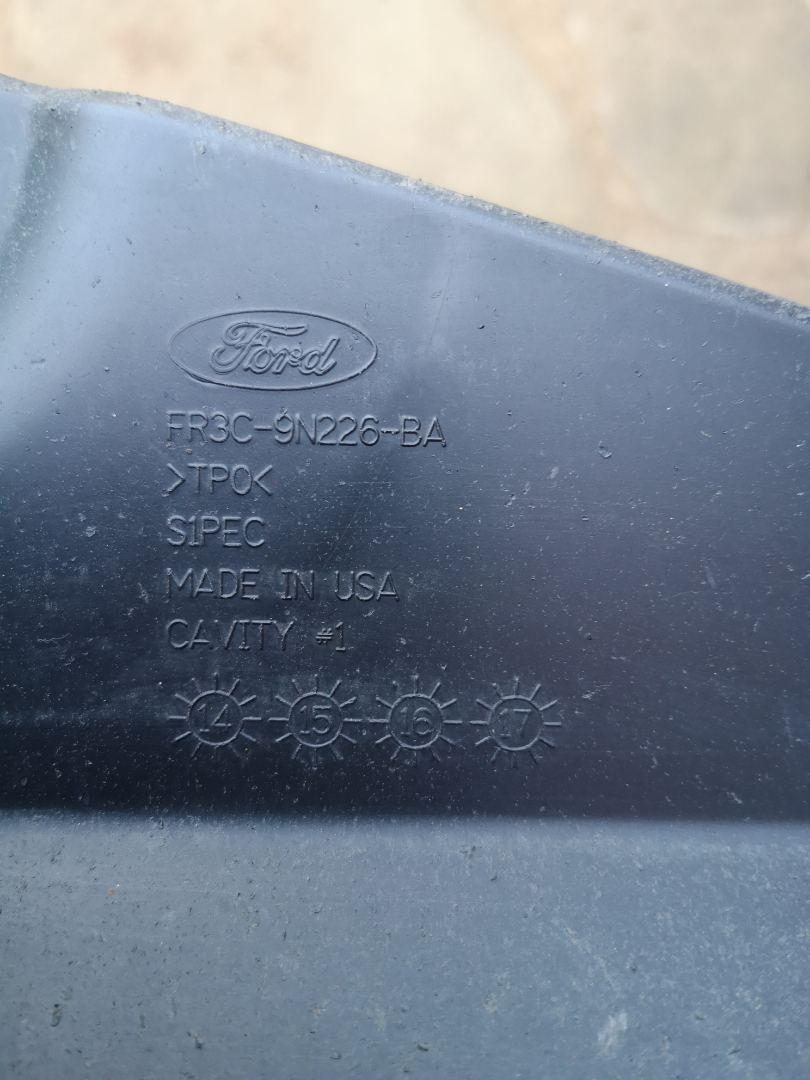 Ford
FR3C-9N226-BA
>TPO<
S1PEC
MADE IN USA
CAVITY #1
14 15 16 17